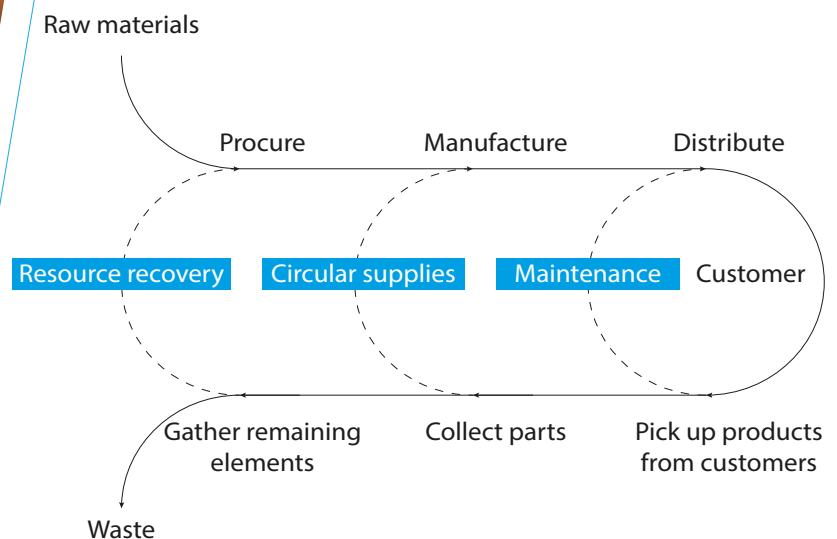 Raw materials
Procure
Manufacture
Distribute
Resource recovery
Circular supplies
Maintenance
Customer
Gather remaining
elements
Collect parts
Pick up products
from customers
Waste